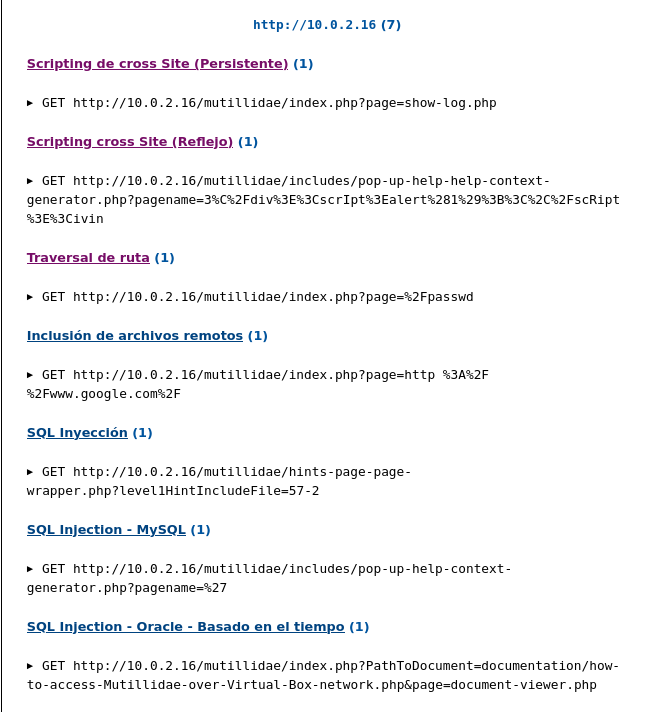 http://10.0.2.16 (7)
Scripting de cross Site (Persistente) (1)
▶ GET http://10.0.2.16/mutillidae/index.php?page=show-log.php
Scripting cross Site (Reflejo) (1)
▶ GET http://10.0.2.16/mutillidae/includes/pop-up-help-help-context-
generator.php?pagename=3%C%2Fdiv%3E%3CscrIpt%3Ealert%281%29%3B%3C%2C%2FscRipt
%3E%3Civin
Traversal de ruta (1)
▶ GET http://10.0.2.16/mutillidae/index.php?page=%2Fpasswd
Inclusión de archivos remotos (1)
▶ GET http://10.0.2.16/mutillidae/index.php?page=http %3A%2F
%2Fwww.google.com%2F
SQL Inyección (1)
▶ GET http://10.0.2.16/mutillidae/hints-page-page-
wrapper.php?level1HintIncludeFile=57-2
SQL Injection - MySQL (1)
▶ GET http://10.0.2.16/mutillidae/includes/pop-up-help-context-
generator.php?pagename=%27
SQL Injection - Oracle - Basado en el tiempo (1)
▶ GET http://10.0.2.16/mutillidae/index.php?PathToDocument=documentation/how-
to-access-Mutillidae-over-Virtual-Box-network.php&page=document-viewer.php